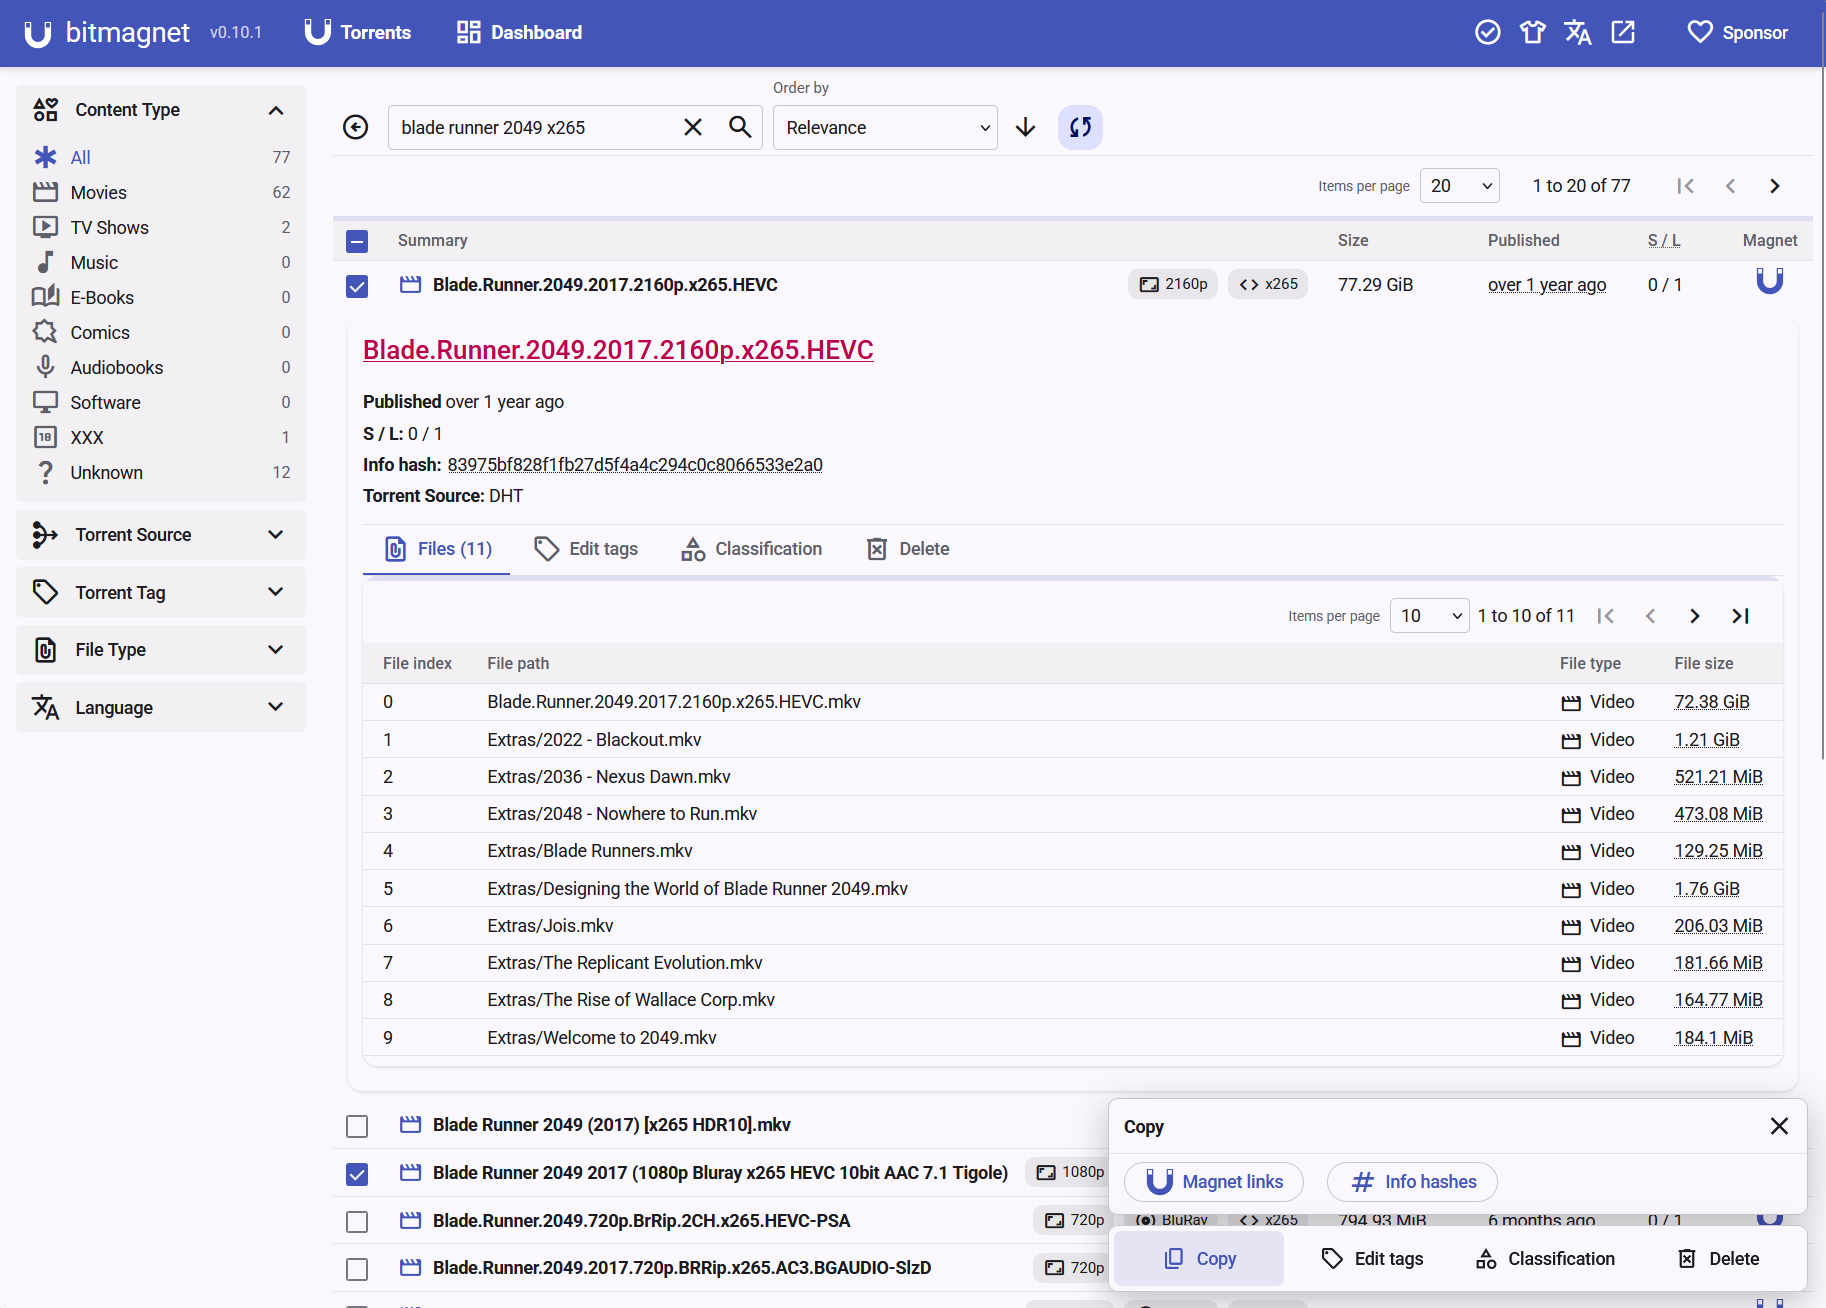 bitmagnet v0.10.1 Torrents Dashboard Sponsor
Content Type
All 77
Movies 62
TV Shows 2
Music 0
E-Books 0
Comics 0
Audiobooks 0
Software 0
XXX 1
Unknown 12
Torrent Source
Torrent Tag
File Type
Language
Order by
blade runner 2049 x265 Relevance
Items per page 20 1 to 20 of 77
Summary Size Published S / L Magnet
Blade.Runner.2049.2017.2160p.x265.HEVC 2160p x265 77.29 GiB over 1 year ago 0 / 1
Blade.Runner.2049.2017.2160p.x265.HEVC
Published over 1 year ago
S / L: 0 / 1
Info hash: 83975bf828f1fb27d5f4a4c294c0c8066533e2a0
Torrent Source: DHT
Files (11) Edit tags Classification Delete
Items per page 10 1 to 10 of 11
File index File path File type File size
0 Blade.Runner.2049.2017.2160p.x265.HEVC.mkv Video 72.38 GiB
1 Extras/2022 - Blackout.mkv Video 1.21 GiB
2 Extras/2036 - Nexus Dawn.mkv Video 521.21 MiB
3 Extras/2048 - Nowhere to Run.mkv Video 473.08 MiB
4 Extras/Blade Runners.mkv Video 129.25 MiB
5 Extras/Designing the World of Blade Runner 2049.mkv Video 1.76 GiB
6 Extras/Jois.mkv Video 206.03 MiB
7 Extras/The Replicant Evolution.mkv Video 181.66 MiB
8 Extras/The Rise of Wallace Corp.mkv Video 164.77 MiB
9 Extras/Welcome to 2049.mkv Video 184.1 MiB
Blade Runner 2049 (2017) [x265 HDR10].mkv
Blade Runner 2049 2017 (1080p Bluray x265 HEVC 10bit AAC 7.1 Tigole) 1080p
Blade.Runner.2049.720p.BrRip.2CH.x265.HEVC-PSA 720p BluRay x265 794.93 MiB 6 months ago 0 / 1
Blade.Runner.2049.2017.720p.BRRip.x265.AC3.BGAUDIO-SlzD 720p
Copy
Magnet links Info hashes
Copy Edit tags Classification Delete